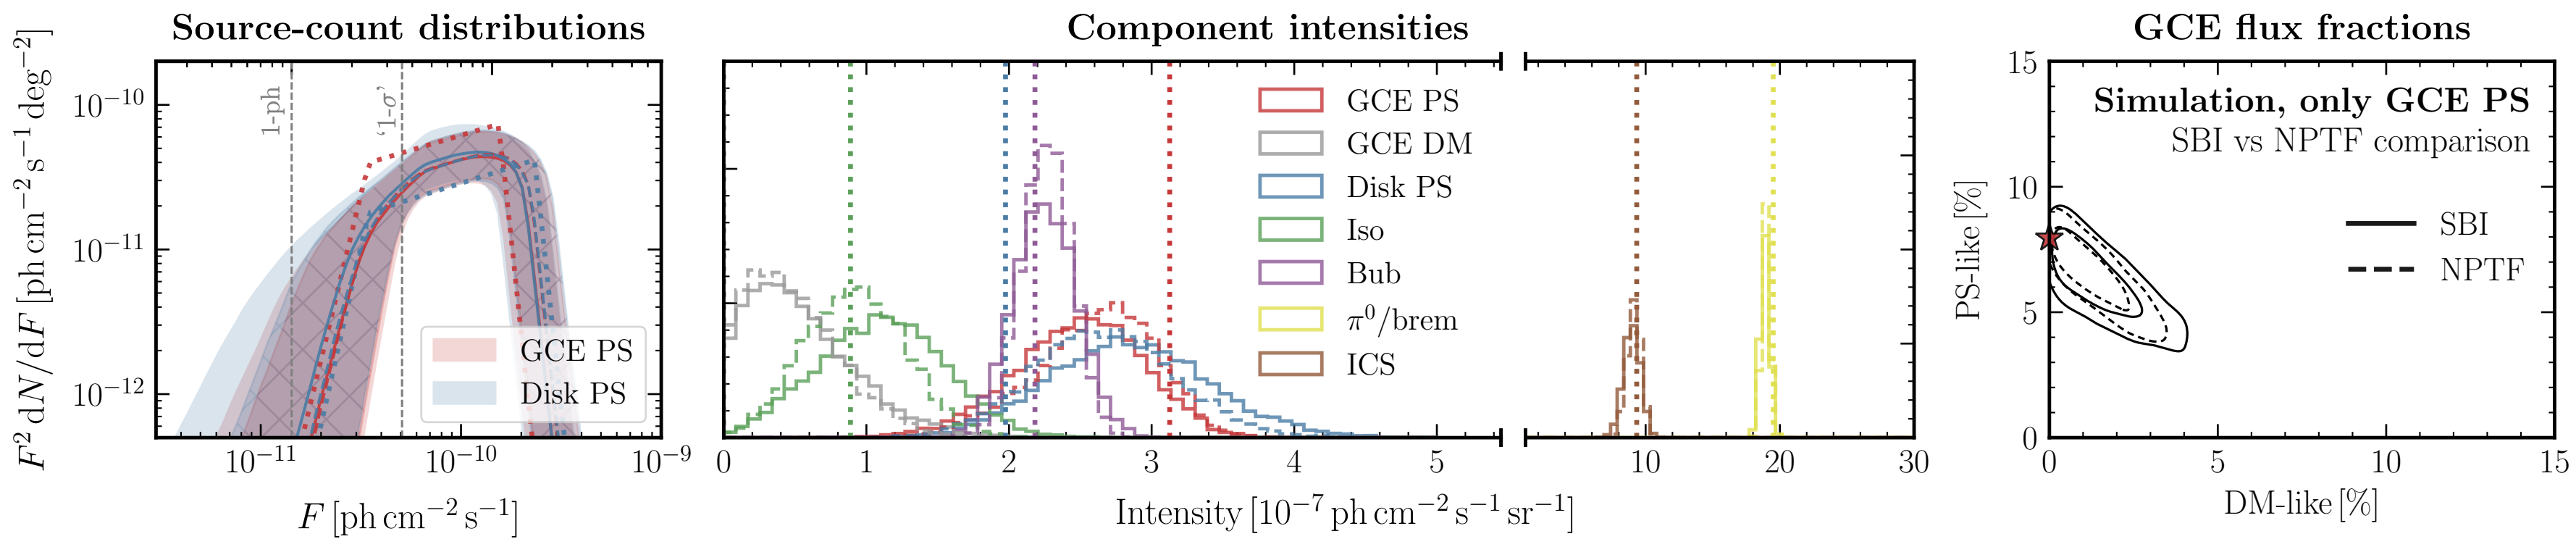 Source-count distributions
F² dN/dF [ph cm⁻² s⁻¹ deg⁻²]
10⁻¹⁰
10⁻¹¹
10⁻¹²
1-ph
'1-σ'
GCE PS
Disk PS
10⁻¹¹ 10⁻¹⁰ 10⁻⁹
F [ph cm⁻² s⁻¹]
Component intensities
GCE PS
GCE DM
Disk PS
Iso
Bub
π⁰/brem
ICS
0 1 2 3 4 5 10 20 30
Intensity [10⁻⁷ ph cm⁻² s⁻¹ sr⁻¹]
GCE flux fractions
PS-like [%]
15
10
5
0
Simulation, only GCE PS
SBI vs NPTF comparison
SBI
NPTF
0 5 10 15
DM-like [%]